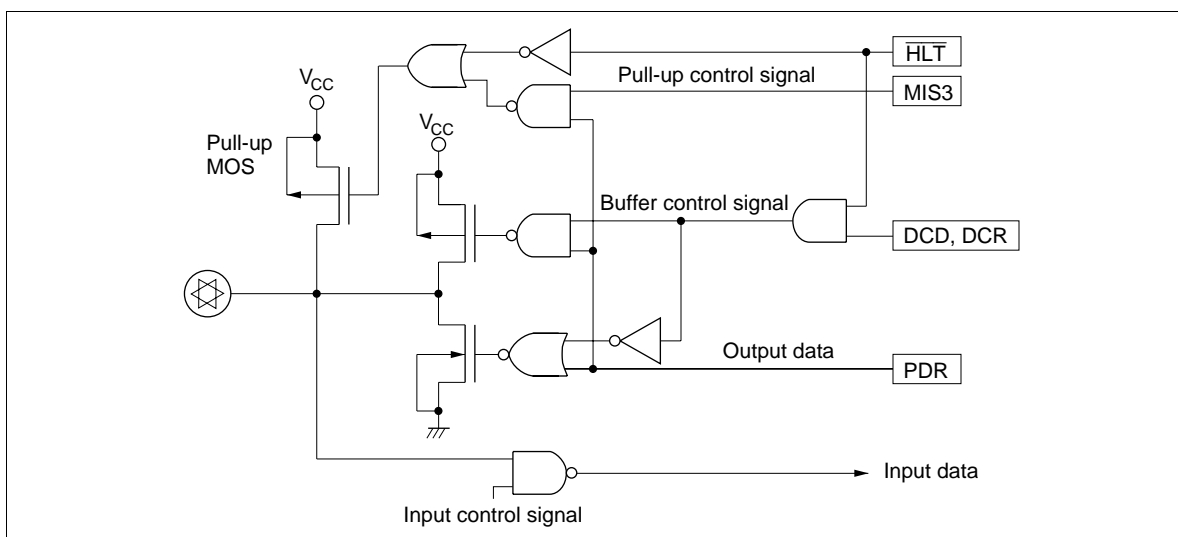 HLT
Pull-up control signal
MIS3
VCC
VCC
Pull-up
MOS
Buffer control signal
DCD, DCR
Output data
PDR
Input data
Input control signal